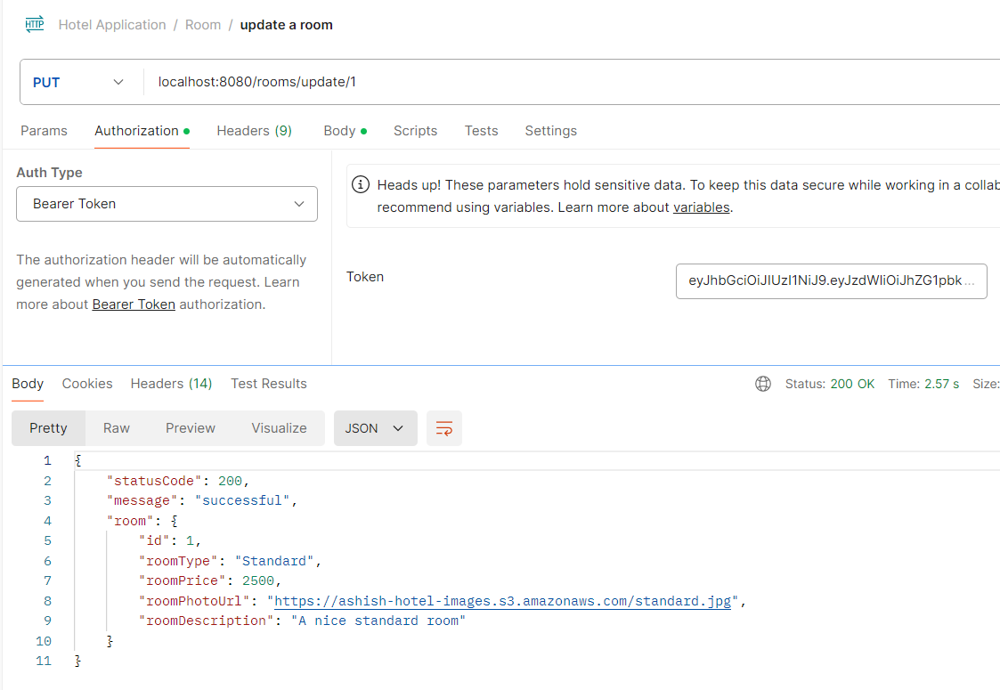 HTTP Hotel Application / Room / update a room
PUT localhost:8080/rooms/update/1
Params Authorization Headers (9) Body Scripts Tests Settings
Auth Type
Bearer Token
The authorization header will be automatically
generated when you send the request. Learn
more about Bearer Token authorization.
Heads up! These parameters hold sensitive data. To keep this data secure while working in a collab
recommend using variables. Learn more about variables.
Token
eyJhbGciOiJIUzI1NiJ9.eyJzdWIiOiJhZG1pbk...
Body Cookies Headers (14) Test Results Status: 200 OK Time: 2.57 s Size:
Pretty Raw Preview Visualize JSON
1 {
2 "statusCode": 200,
3 "message": "successful",
4 "room": {
5 "id": 1,
6 "roomType": "Standard",
7 "roomPrice": 2500,
8 "roomPhotoUrl": "https://ashish-hotel-images.s3.amazonaws.com/standard.jpg",
9 "roomDescription": "A nice standard room"
10 }
11 }